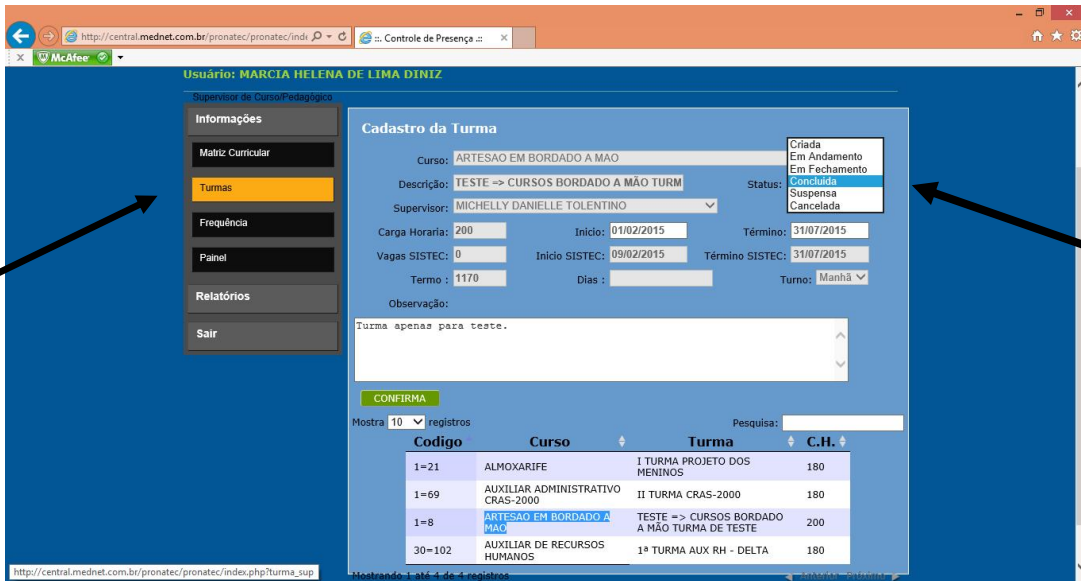 http://central.mednet.com.br/pronatec/pronatec/inde
::. Controle de Presença .::
McAfee
Usuário: MARCIA HELENA DE LIMA DINIZ
Supervisor de Curso/Pedagógico
Informações
Matriz Curricular
Turmas
Frequência
Painel
Relatórios
Sair
Cadastro da Turma
Curso: ARTESAO EM BORDADO A MAO
Descrição: TESTE => CURSOS BORDADO A MÃO TURM Status:
Criada
Em Andamento
Em Fechamento
Concluida
Suspensa
Cancelada
Supervisor: MICHELLY DANIELLE TOLENTINO
Carga Horaria: 200 Inicio: 01/02/2015 Término: 31/07/2015
Vagas SISTEC: 0 Inicio SISTEC: 09/02/2015 Término SISTEC: 31/07/2015
Termo : 1170 Dias : Turno: Manhã
Observação:
Turma apenas para teste.
CONFIRMA
Mostra 10 registros Pesquisa:
Codigo Curso Turma C.H.
1=21 ALMOXARIFE I TURMA PROJETO DOS MENINOS 180
1=69 AUXILIAR ADMINISTRATIVO CRAS-2000 II TURMA CRAS-2000 180
1=8 ARTESAO EM BORDADO A MAO TESTE => CURSOS BORDADO A MÃO TURMA DE TESTE 200
30=102 AUXILIAR DE RECURSOS HUMANOS 1ª TURMA AUX RH - DELTA 180
Mostrando 1 até 4 de 4 registros Anterior Próximo
http://central.mednet.com.br/pronatec/pronatec/index.php?turma_sup